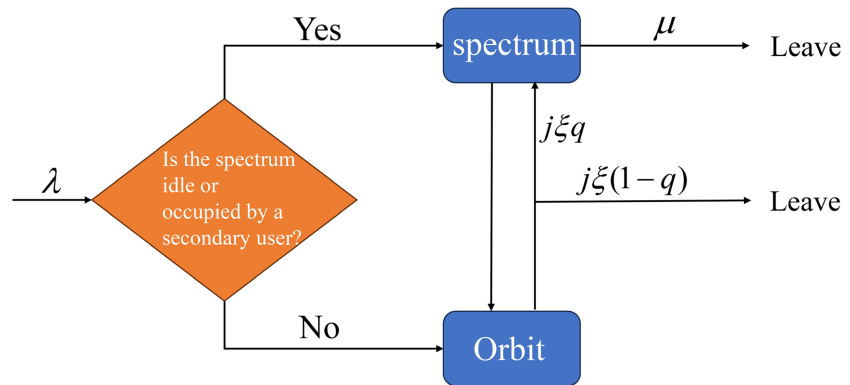 Yes
spectrum
μ
Leave
λ
Is the spectrum
idle or
occupied by a
secondary user?
jξq
jξ(1−q)
Leave
No
Orbit